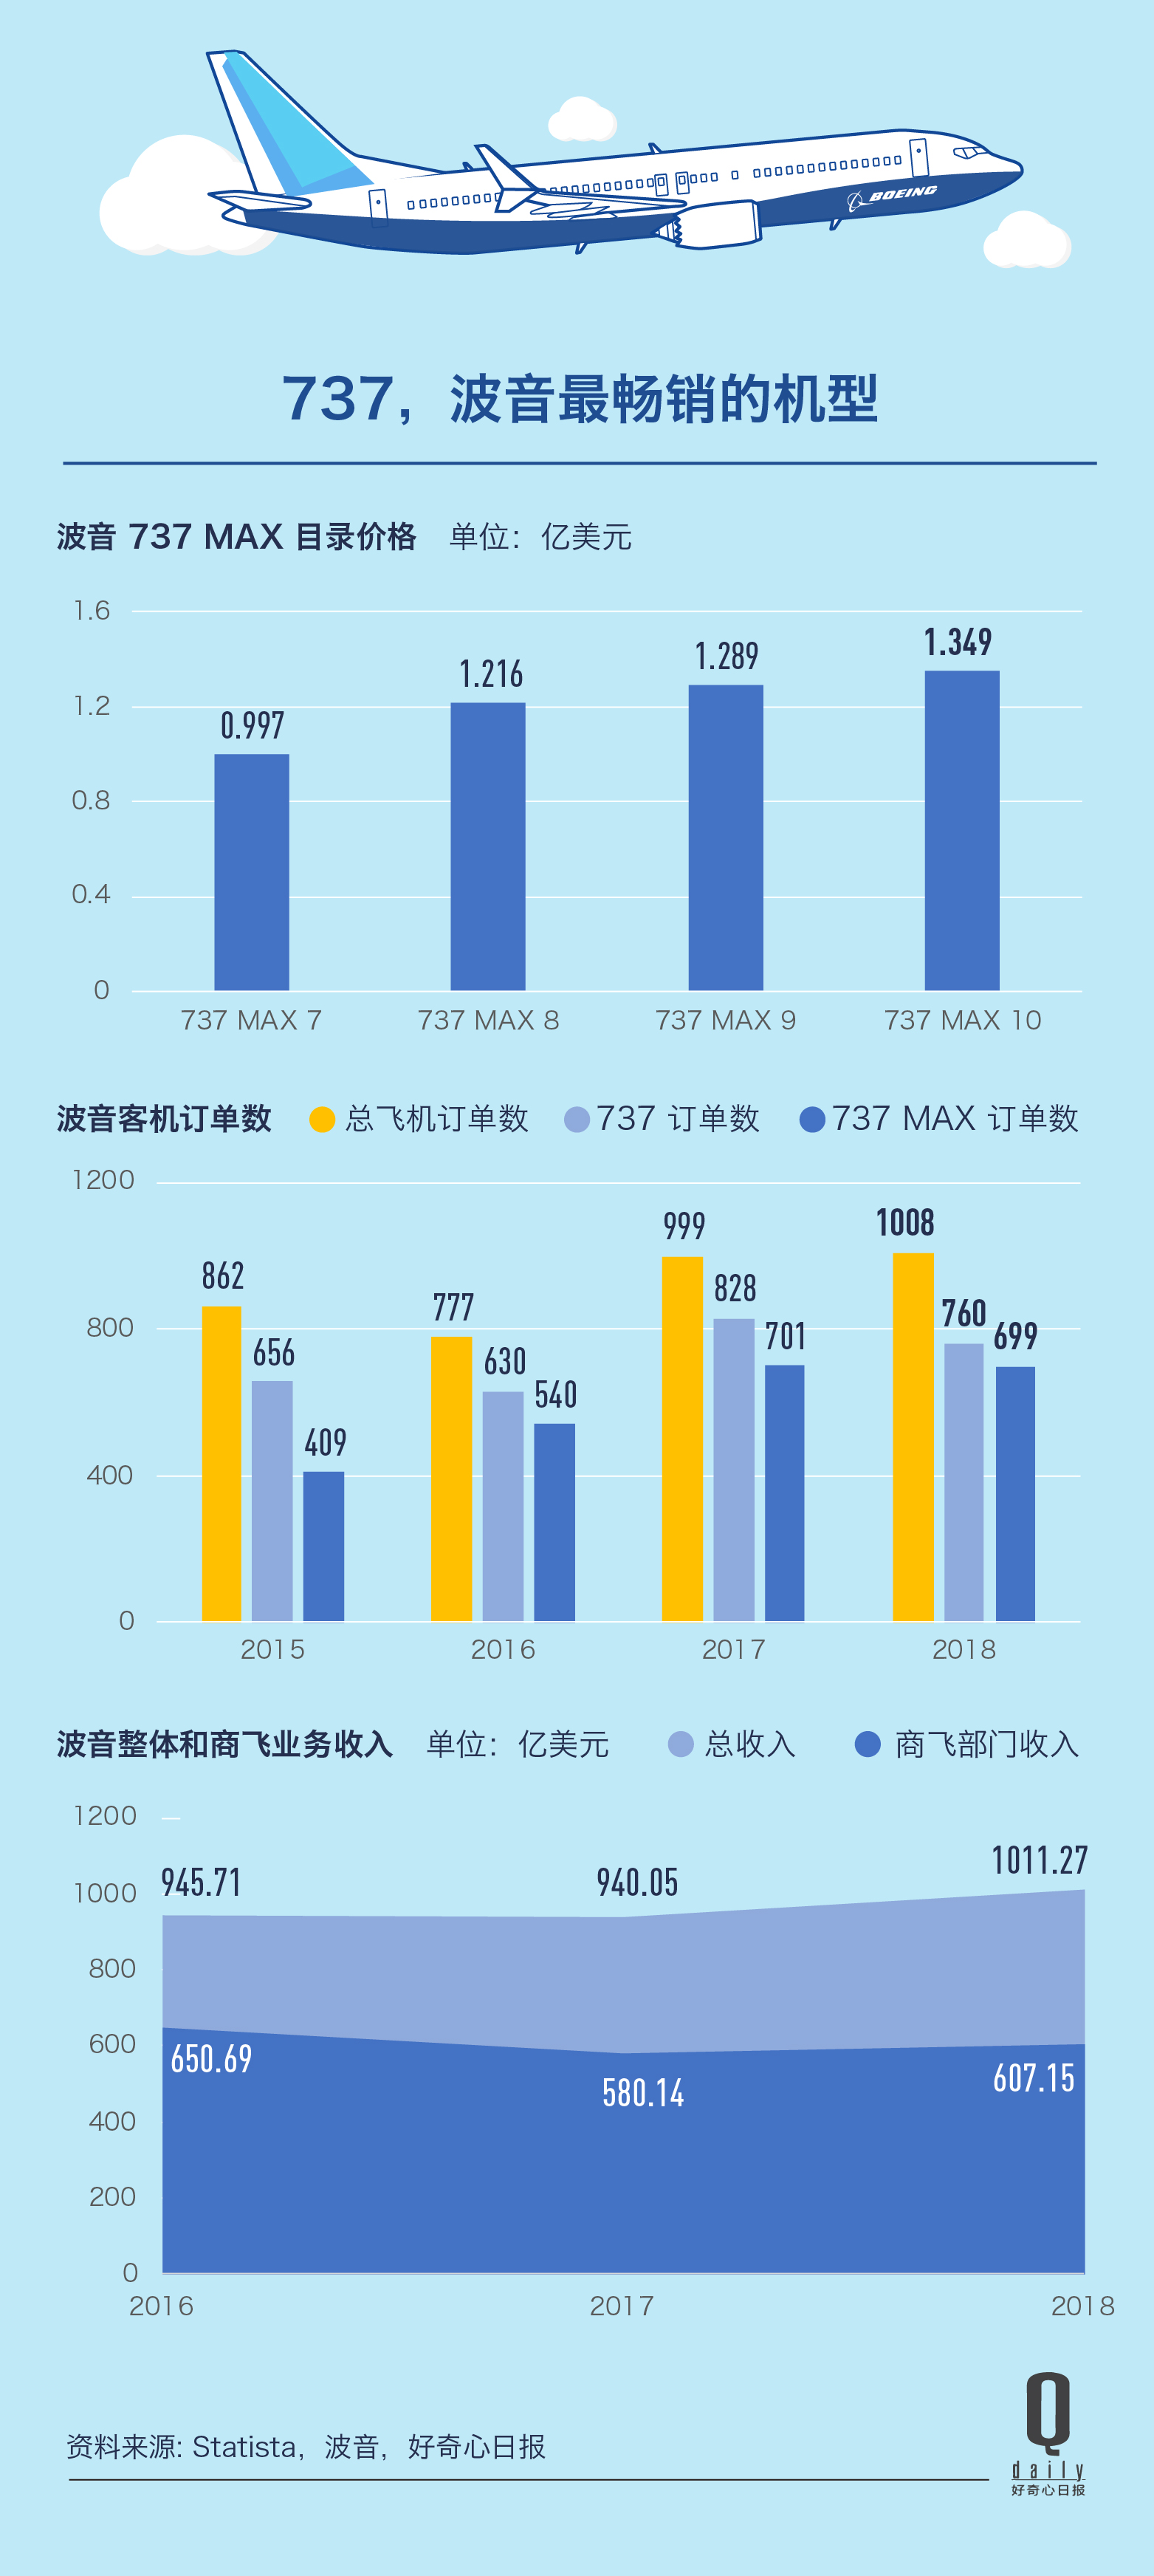 BOEING
737，波音最畅销的机型
波音 737 MAX 目录价格 单位：亿美元
1.6
1.2
0.8
0.4
0
0.997
1.216
1.289
1.349
737 MAX 7 737 MAX 8 737 MAX 9 737 MAX 10
波音客机订单数 总飞机订单数 737 订单数 737 MAX 订单数
1200
800
400
0
862 656 409
777 630 540
999 828 701
1008 760 699
2015 2016 2017 2018
波音整体和商飞业务收入 单位：亿美元 总收入 商飞部门收入
1200
1000
800
600
400
200
0
945.71 940.05 1011.27
650.69 580.14 607.15
2016 2017 2018
资料来源: Statista，波音，好奇心日报
Q
daily
好奇心日报